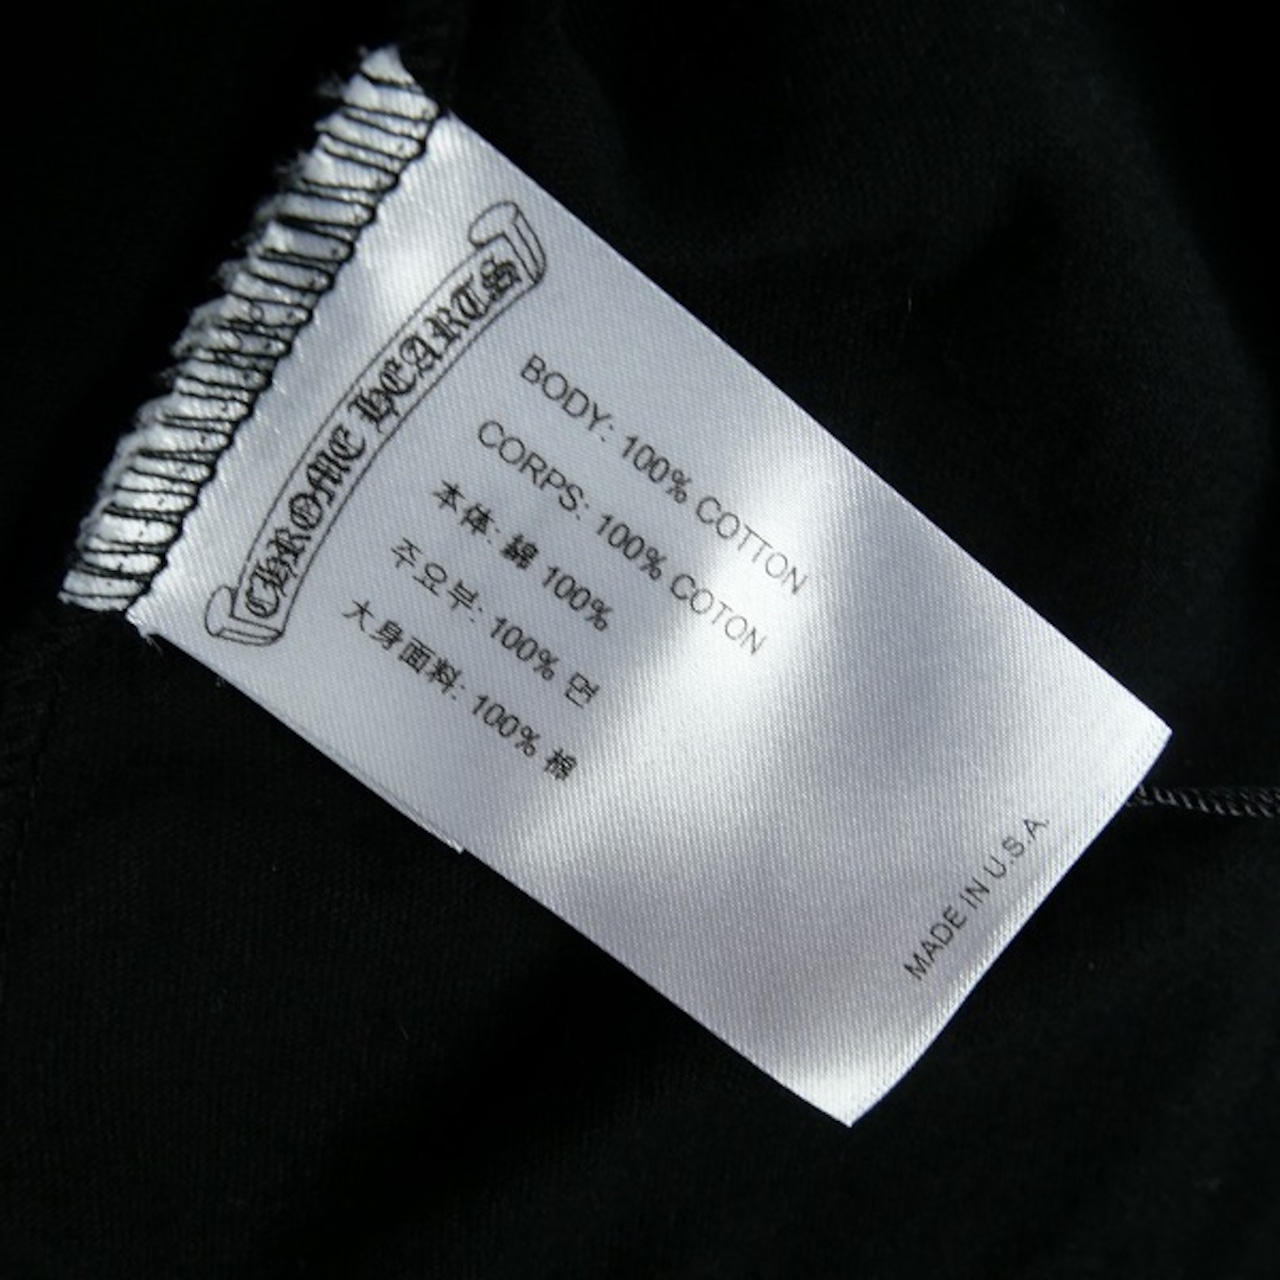 CHROME HEARTS
BODY: 100% COTTON
CORPS: 100% COTON
本体: 綿 100%
주요부: 100% 면
大身面料: 100% 棉
MADE IN U.S.A.